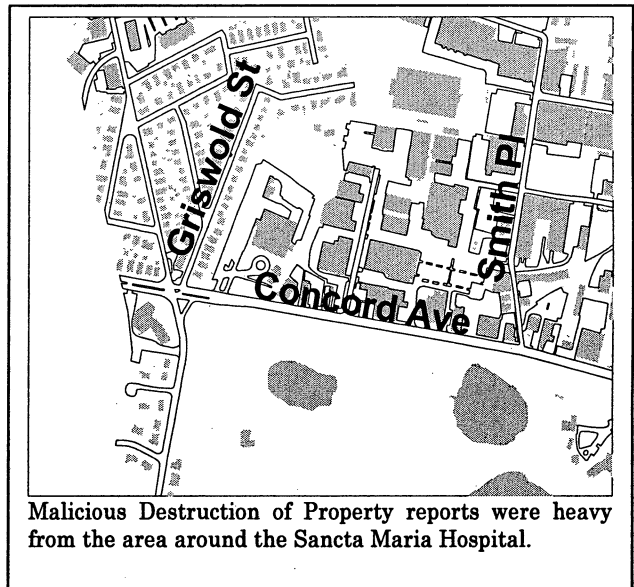 Griswold St
Smith Pl
Concord Ave
Malicious Destruction of Property reports were heavy
from the area around the Sancta Maria Hospital.